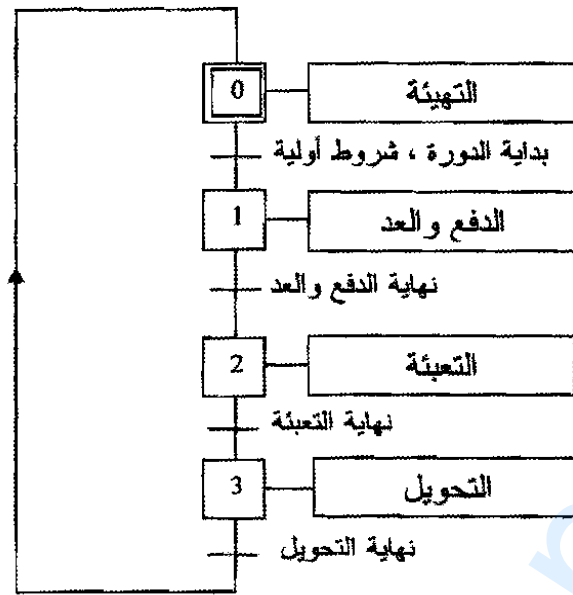 0 التهيئة
بداية الدورة ، شروط أولية
1 الدفع والعد
نهاية الدفع والعد
2 التعبئة
نهاية التعبئة
3 التحويل
نهاية التحويل